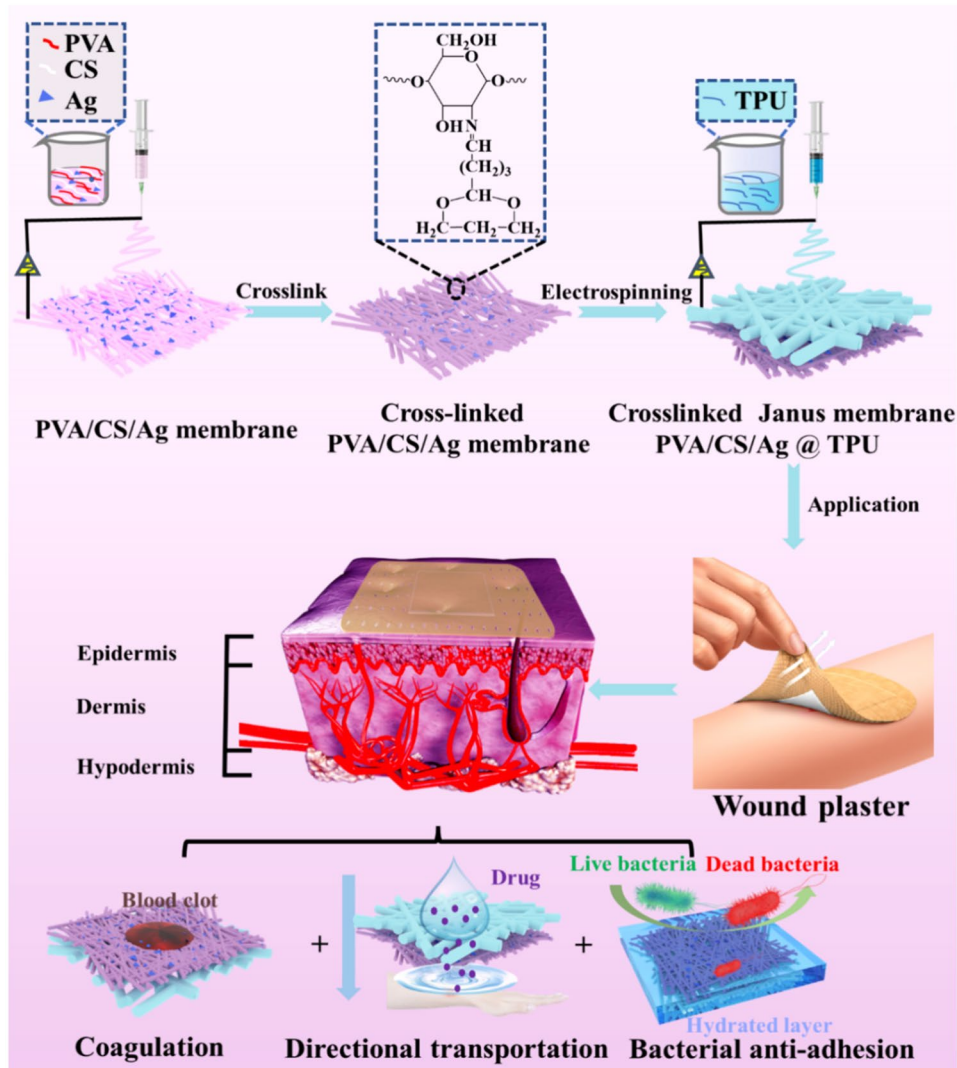 PVA
CS
Ag
CH₂OH
O
O
O
OH
N
CH
(CH₂)₃
O
CH
O
H₂C
CH₂
CH₂
TPU
Crosslink
Electrospinning
PVA/CS/Ag membrane
Cross-linked
PVA/CS/Ag membrane
Crosslinked Janus membrane
PVA/CS/Ag @ TPU
Application
Epidermis
Dermis
Hypodermis
Wound plaster
Blood clot
+
Drug
+
Live bacteria
Dead bacteria
Hydrated layer
Coagulation
Directional transportation
Bacterial anti-adhesion